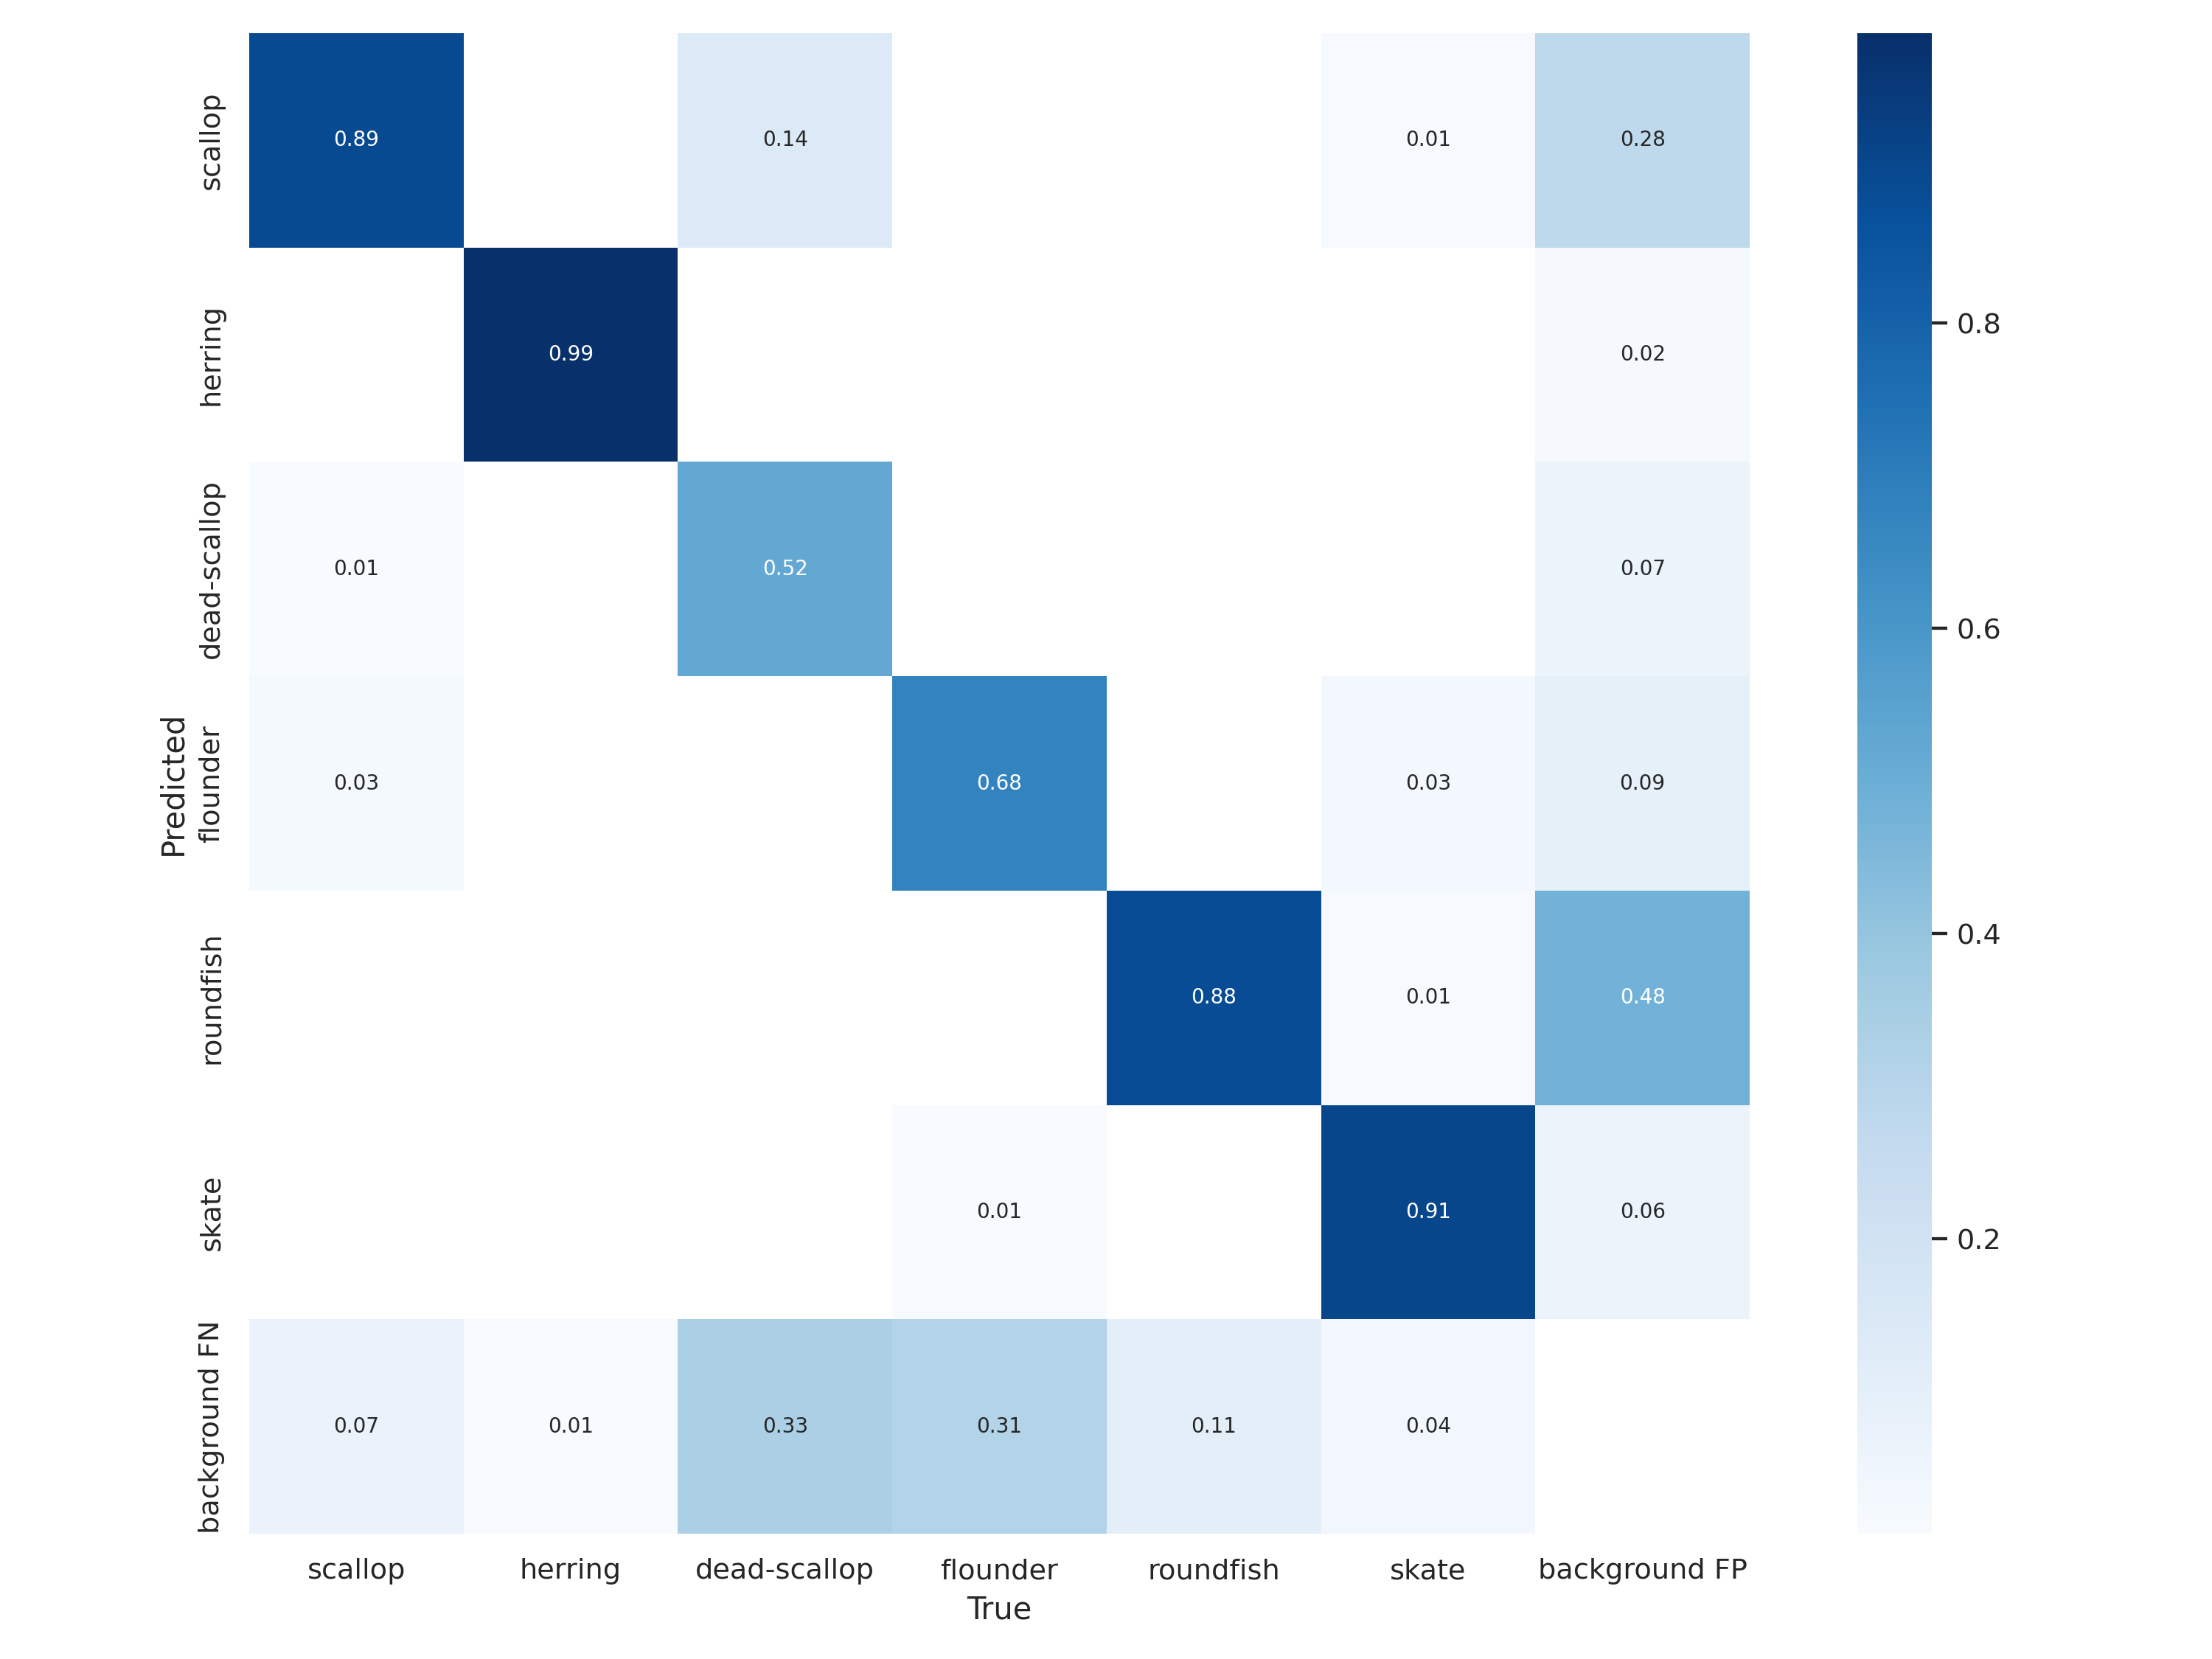 scallop
0.89
0.14
0.01
0.28
herring
0.99
0.02
0.8
dead-scallop
0.01
0.52
0.07
0.6
Predicted
flounder
0.03
0.68
0.03
0.09
roundfish
0.88
0.01
0.48
0.4
skate
0.01
0.91
0.06
0.2
background FN
0.07
0.01
0.33
0.31
0.11
0.04
scallop herring dead-scallop flounder roundfish skate background FP
True